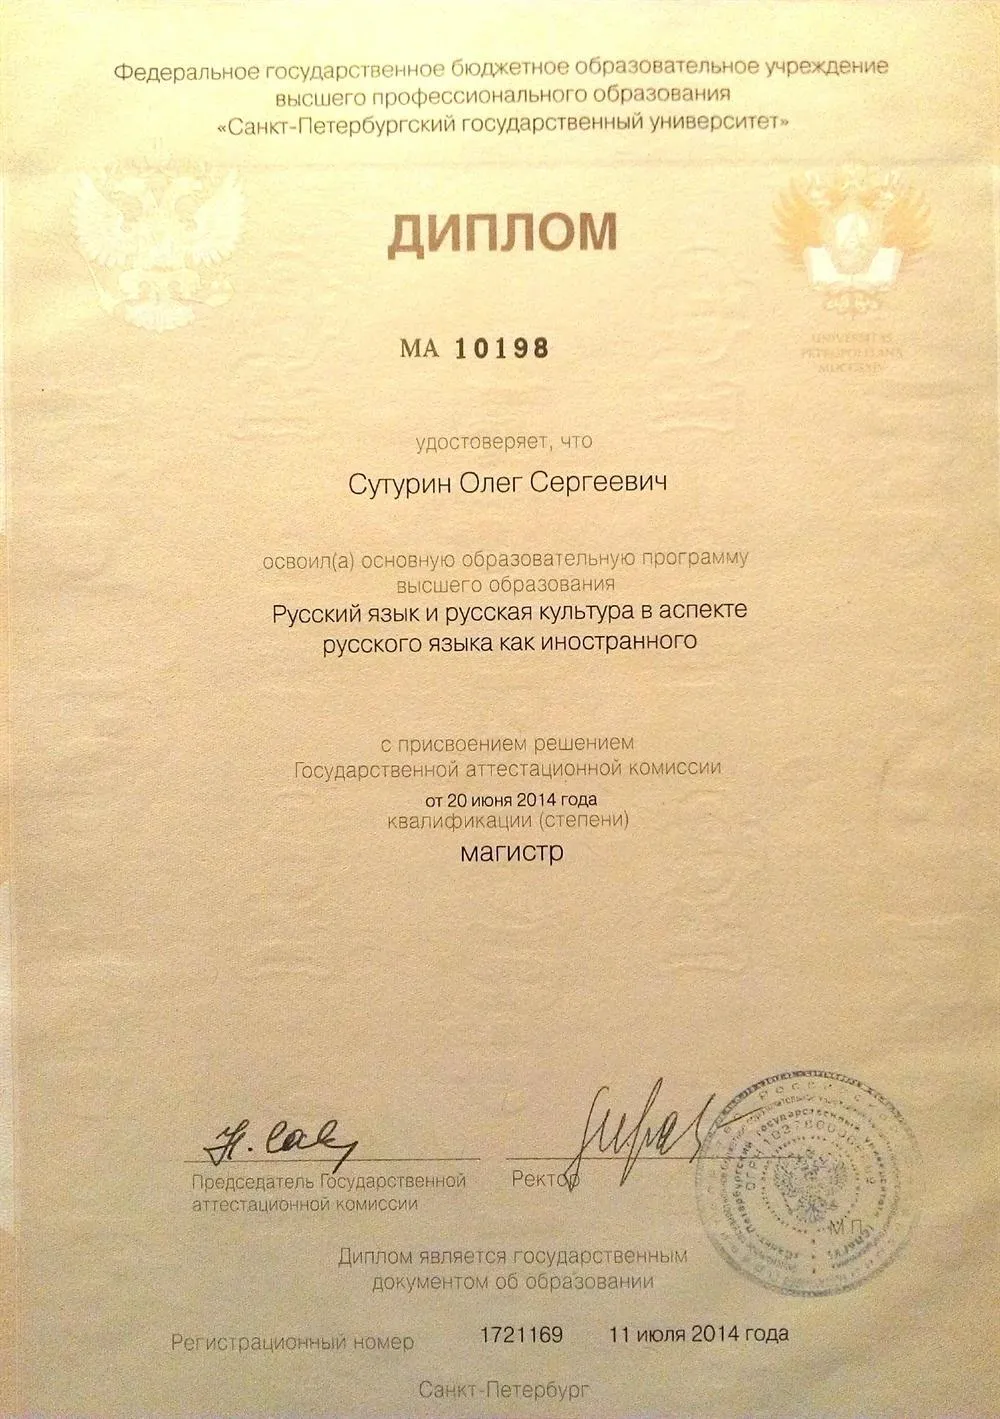 Федеральное государственное бюджетное образовательное учреждение
высшего профессионального образования
«Санкт-Петербургский государственный университет»
ДИПЛОМ
UNIVERSITAS
PETROPOLITANA
MDCCXXIV
МА 10198
удостоверяет, что
Сутурин Олег Сергеевич
освоил(а) основную образовательную программу
высшего образования
Русский язык и русская культура в аспекте
русского языка как иностранного
с присвоением решением
Государственной аттестационной комиссии
от 20 июня 2014 года
квалификации (степени)
магистр
Председатель Государственной
аттестационной комиссии
Ректор
М.П.
Диплом является государственным
документом об образовании
Регистрационный номер 1721169 11 июля 2014 года
Санкт-Петербург